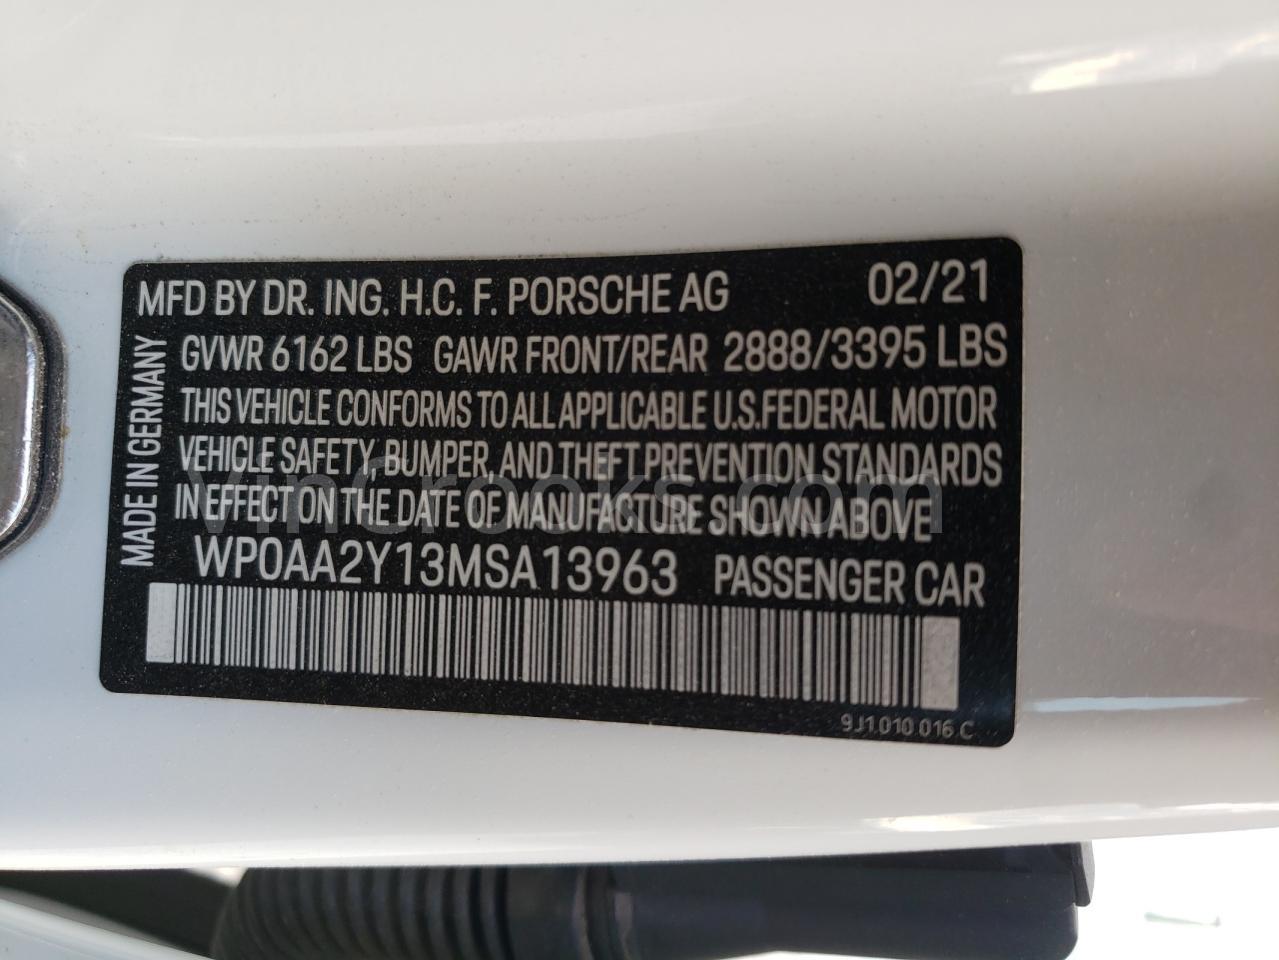 MFD BY DR. ING. H.C. F. PORSCHE AG 02/21
GVWR 6162 LBS GAWR FRONT/REAR 2888/3395 LBS
THIS VEHICLE CONFORMS TO ALL APPLICABLE U.S.FEDERAL MOTOR
VEHICLE SAFETY, BUMPER, AND THEFT PREVENTION STANDARDS
IN EFFECT ON THE DATE OF MANUFACTURE SHOWN ABOVE
WP0AA2Y13MSA13963 PASSENGER CAR
9J1.010 016.C
MADE IN GERMANY
VinCrooks.com